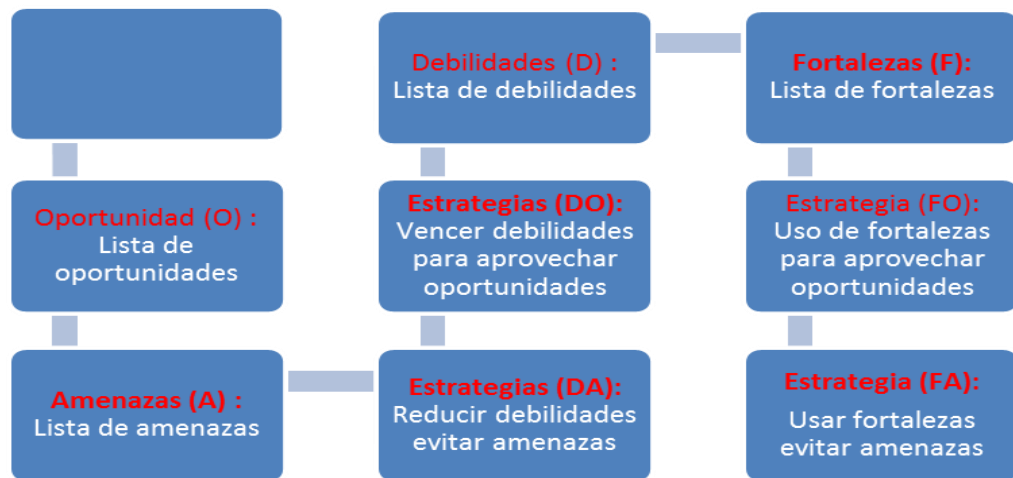 Debilidades (D) :
Lista de debilidades
Fortalezas (F):
Lista de fortalezas
Oportunidad (O) :
Lista de
oportunidades
Estrategias (DO):
Vencer debilidades
para aprovechar
oportunidades
Estrategia (FO):
Uso de fortalezas
para aprovechar
oportunidades
Amenazas (A) :
Lista de amenazas
Estrategias (DA):
Reducir debilidades
evitar amenazas
Estrategia (FA):
Usar fortalezas
evitar amenazas